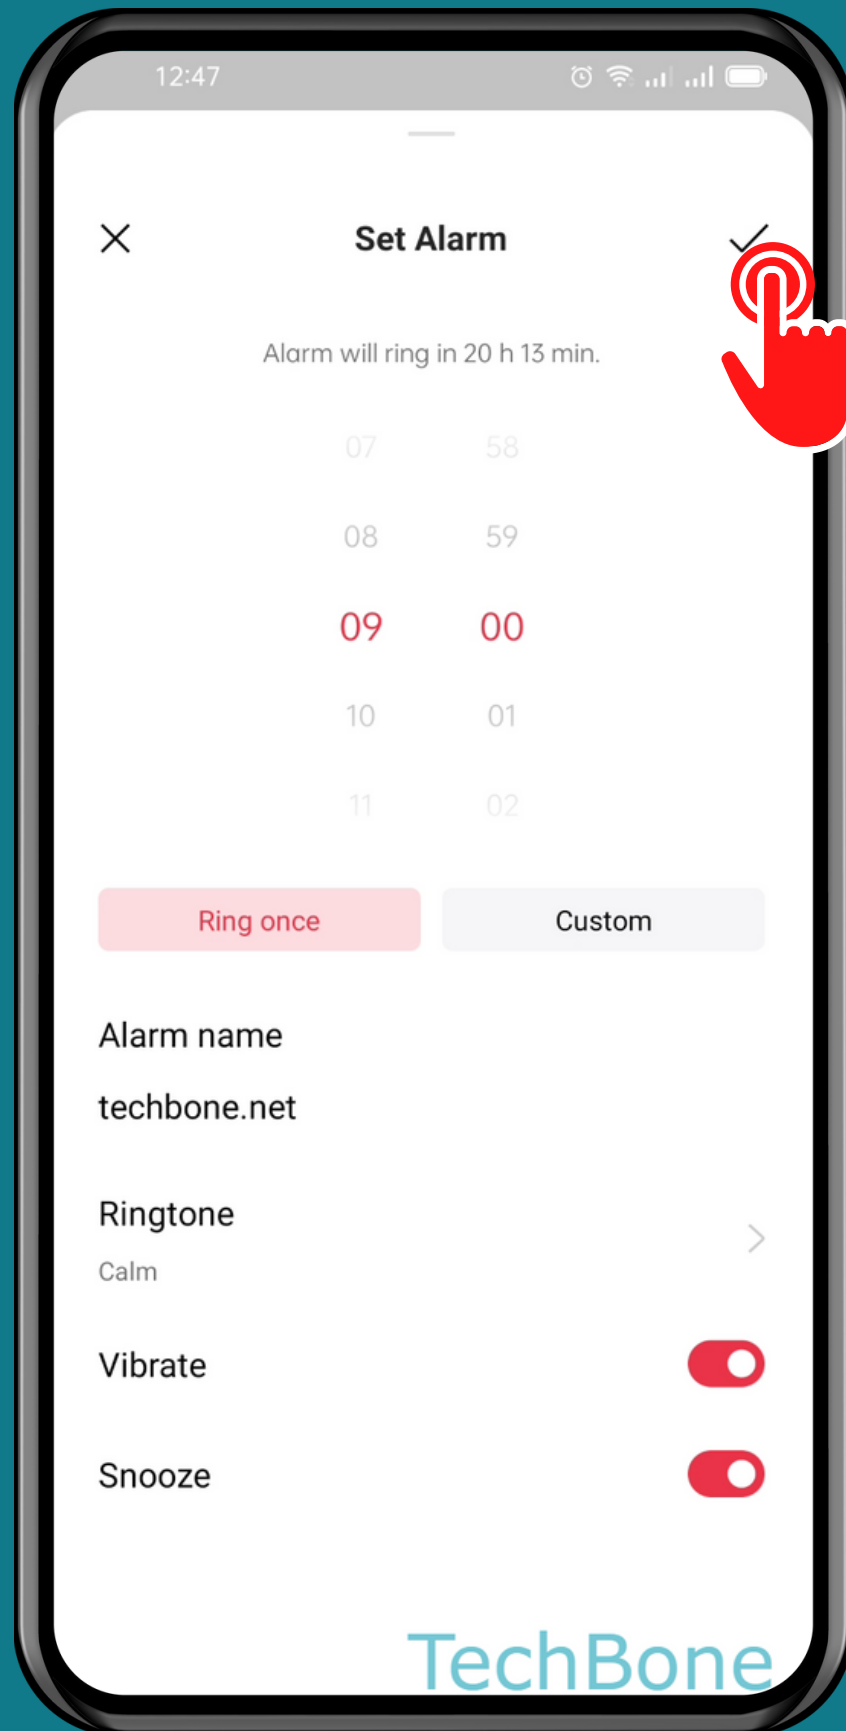 12:47
Set Alarm
Alarm will ring in 20 h 13 min.
07 58
08 59
09 00
10 01
11 02
Ring once Custom
Alarm name
techbone.net
Ringtone
Calm
Vibrate
Snooze
TechBone